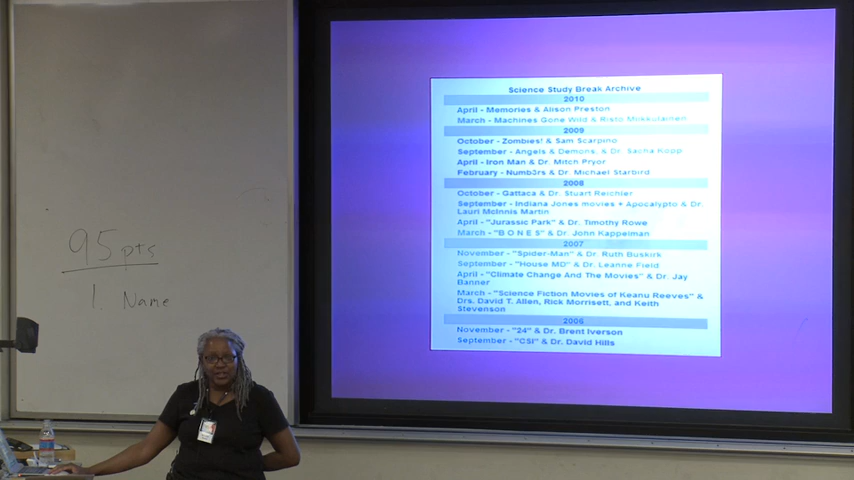 95 pts
1. Name
Science Study Break Archive
2010
April - Memories & Alison Preston
March - Machines Gone Wild & Risto Miikkulainen
2009
October - Zombies! & Sam Scarpino
September - Angels & Demons, & Dr. Sacha Kopp
April - Iron Man & Dr. Mitch Pryor
February - Numb3rs & Dr. Michael Starbird
2008
October - Gattaca & Dr. Stuart Reichler
September - Indiana Jones movies + Apocalypto & Dr.
Lauri McInnis Martin
April - "Jurassic Park" & Dr. Timothy Rowe
March - "B O N E S" & Dr. John Kappelman
2007
November - "Spider-Man" & Dr. Ruth Buskirk
September - "House MD" & Dr. Leanne Field
April - "Climate Change And The Movies" & Dr. Jay
Banner
March - "Science Fiction Movies of Keanu Reeves" &
Drs. David T. Allen, Rick Morrisett, and Keith
Stevenson
2006
November - "24" & Dr. Brent Iverson
September - "CSI" & Dr. David Hills